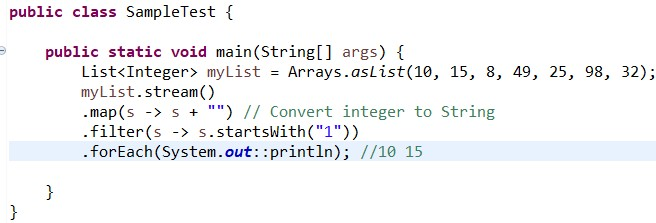 public class SampleTest {
public static void main(String[] args) {
List<Integer> myList = Arrays.asList(10, 15, 8, 49, 25, 98, 32);
myList.stream()
.map(s -> s + "") // Convert integer to String
.filter(s -> s.startsWith("1"))
.forEach(System.out::println); //10 15
}
}